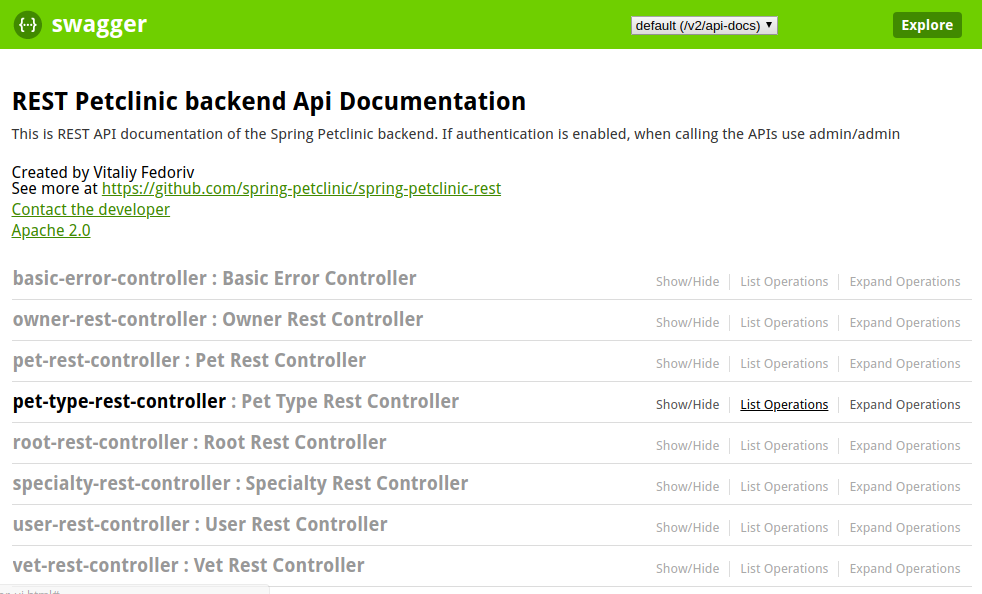 {···} swagger default (/v2/api-docs) ▼ Explore
REST Petclinic backend Api Documentation
This is REST API documentation of the Spring Petclinic backend. If authentication is enabled, when calling the APIs use admin/admin
Created by Vitaliy Fedoriv
See more at https://github.com/spring-petclinic/spring-petclinic-rest
Contact the developer
Apache 2.0
basic-error-controller : Basic Error Controller Show/Hide List Operations Expand Operations
owner-rest-controller : Owner Rest Controller Show/Hide List Operations Expand Operations
pet-rest-controller : Pet Rest Controller Show/Hide List Operations Expand Operations
pet-type-rest-controller : Pet Type Rest Controller Show/Hide List Operations Expand Operations
root-rest-controller : Root Rest Controller Show/Hide List Operations Expand Operations
specialty-rest-controller : Specialty Rest Controller Show/Hide List Operations Expand Operations
user-rest-controller : User Rest Controller Show/Hide List Operations Expand Operations
vet-rest-controller : Vet Rest Controller Show/Hide List Operations Expand Operations